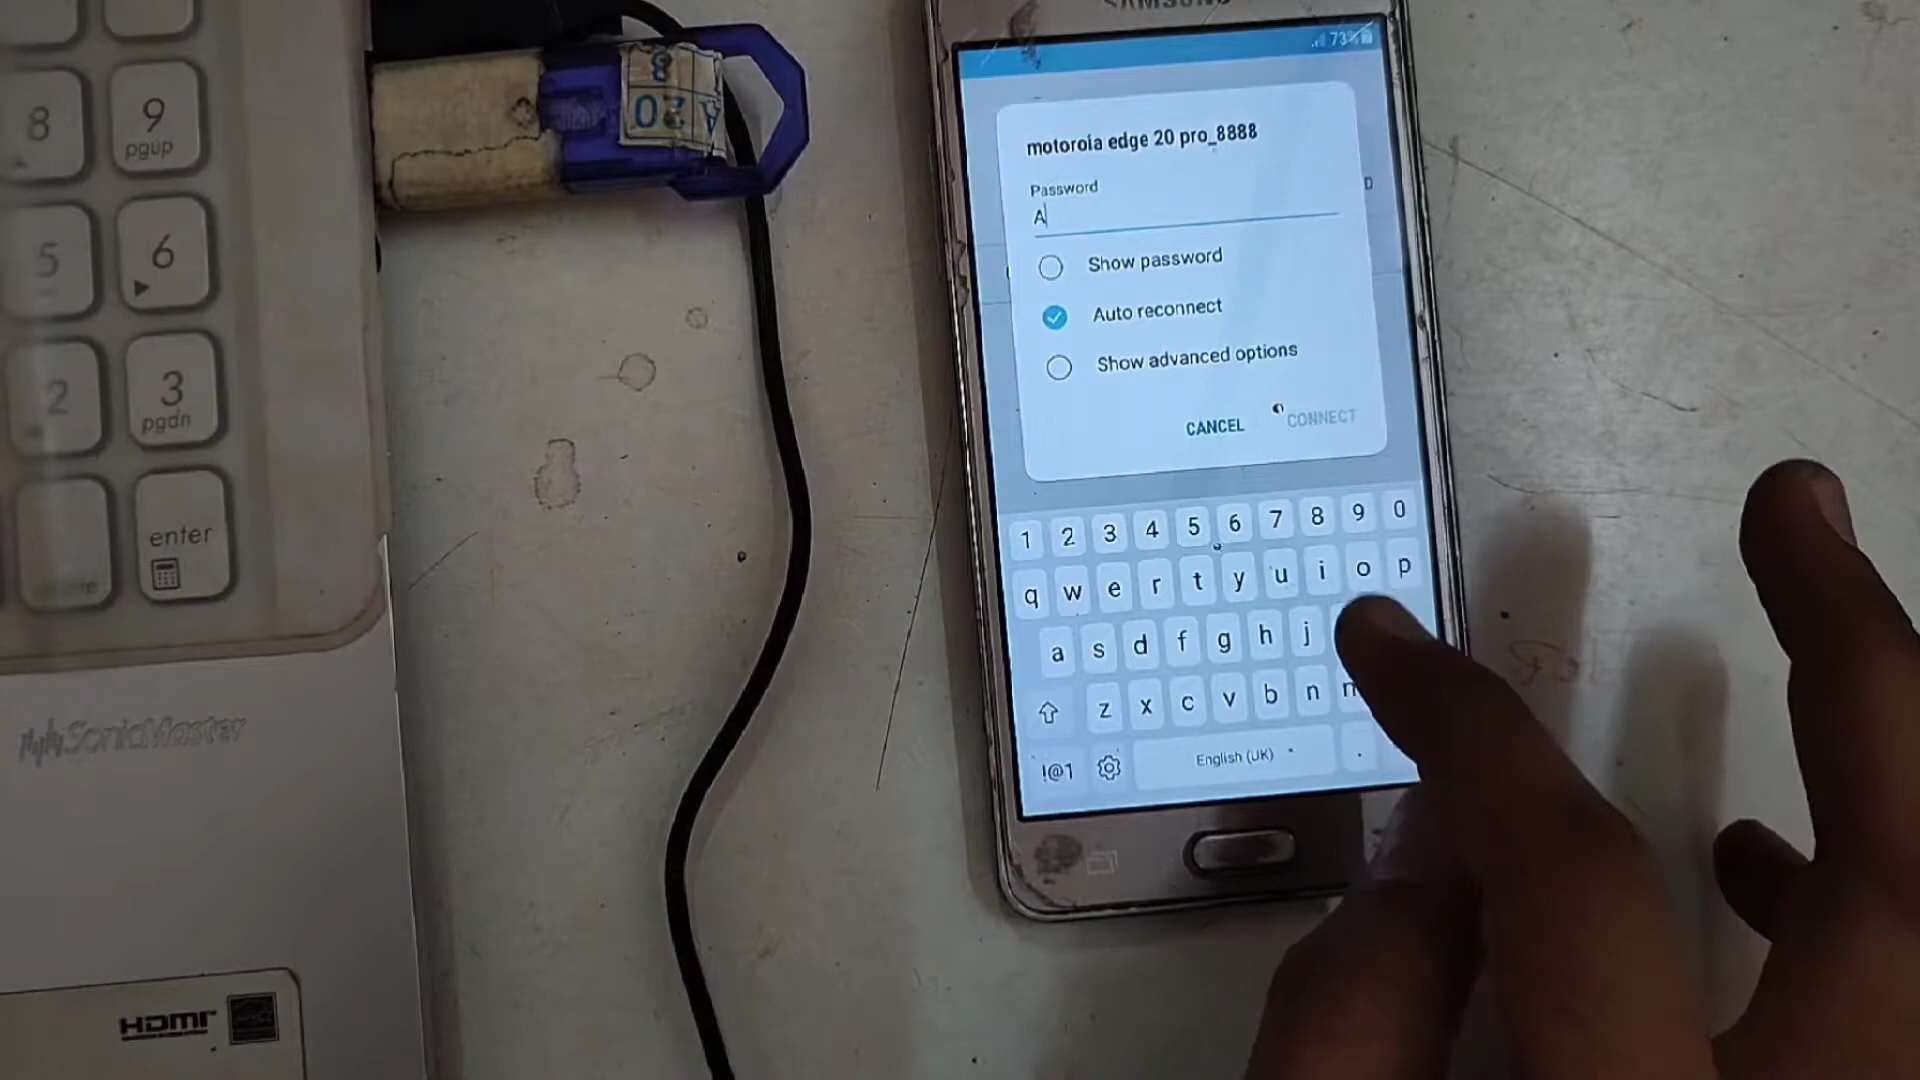 SAMSUNG
73%
motorola edge 20 pro_8888
Password
A
Show password
Auto reconnect
Show advanced options
CANCEL
CONNECT
D
1 2 3 4 5 6 7 8 9 0
q w e r t y u i o p
a s d f g h j
z x c v b n m
!@1
English (UK)
.
8
9
pgup
5
6
2
3
pgdn
enter
SonicMaster
HDMI
8
A 20